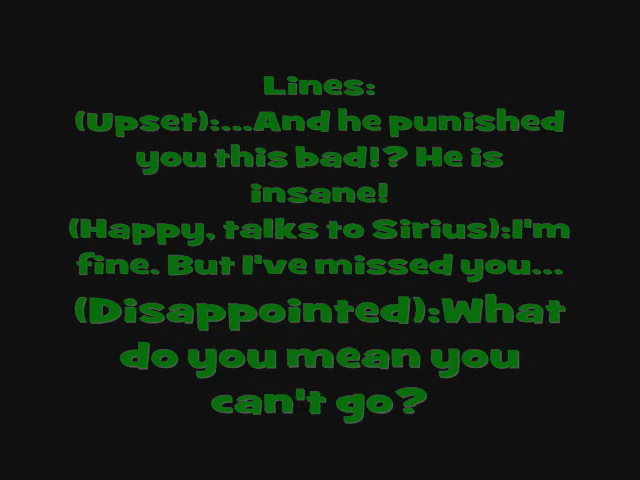 Lines:
(Upset):...And he punished
you this bad!? He is
insane!
(Happy, talks to Sirius):I'm
fine. But I've missed you...
(Disappointed):What
do you mean you
can't go?